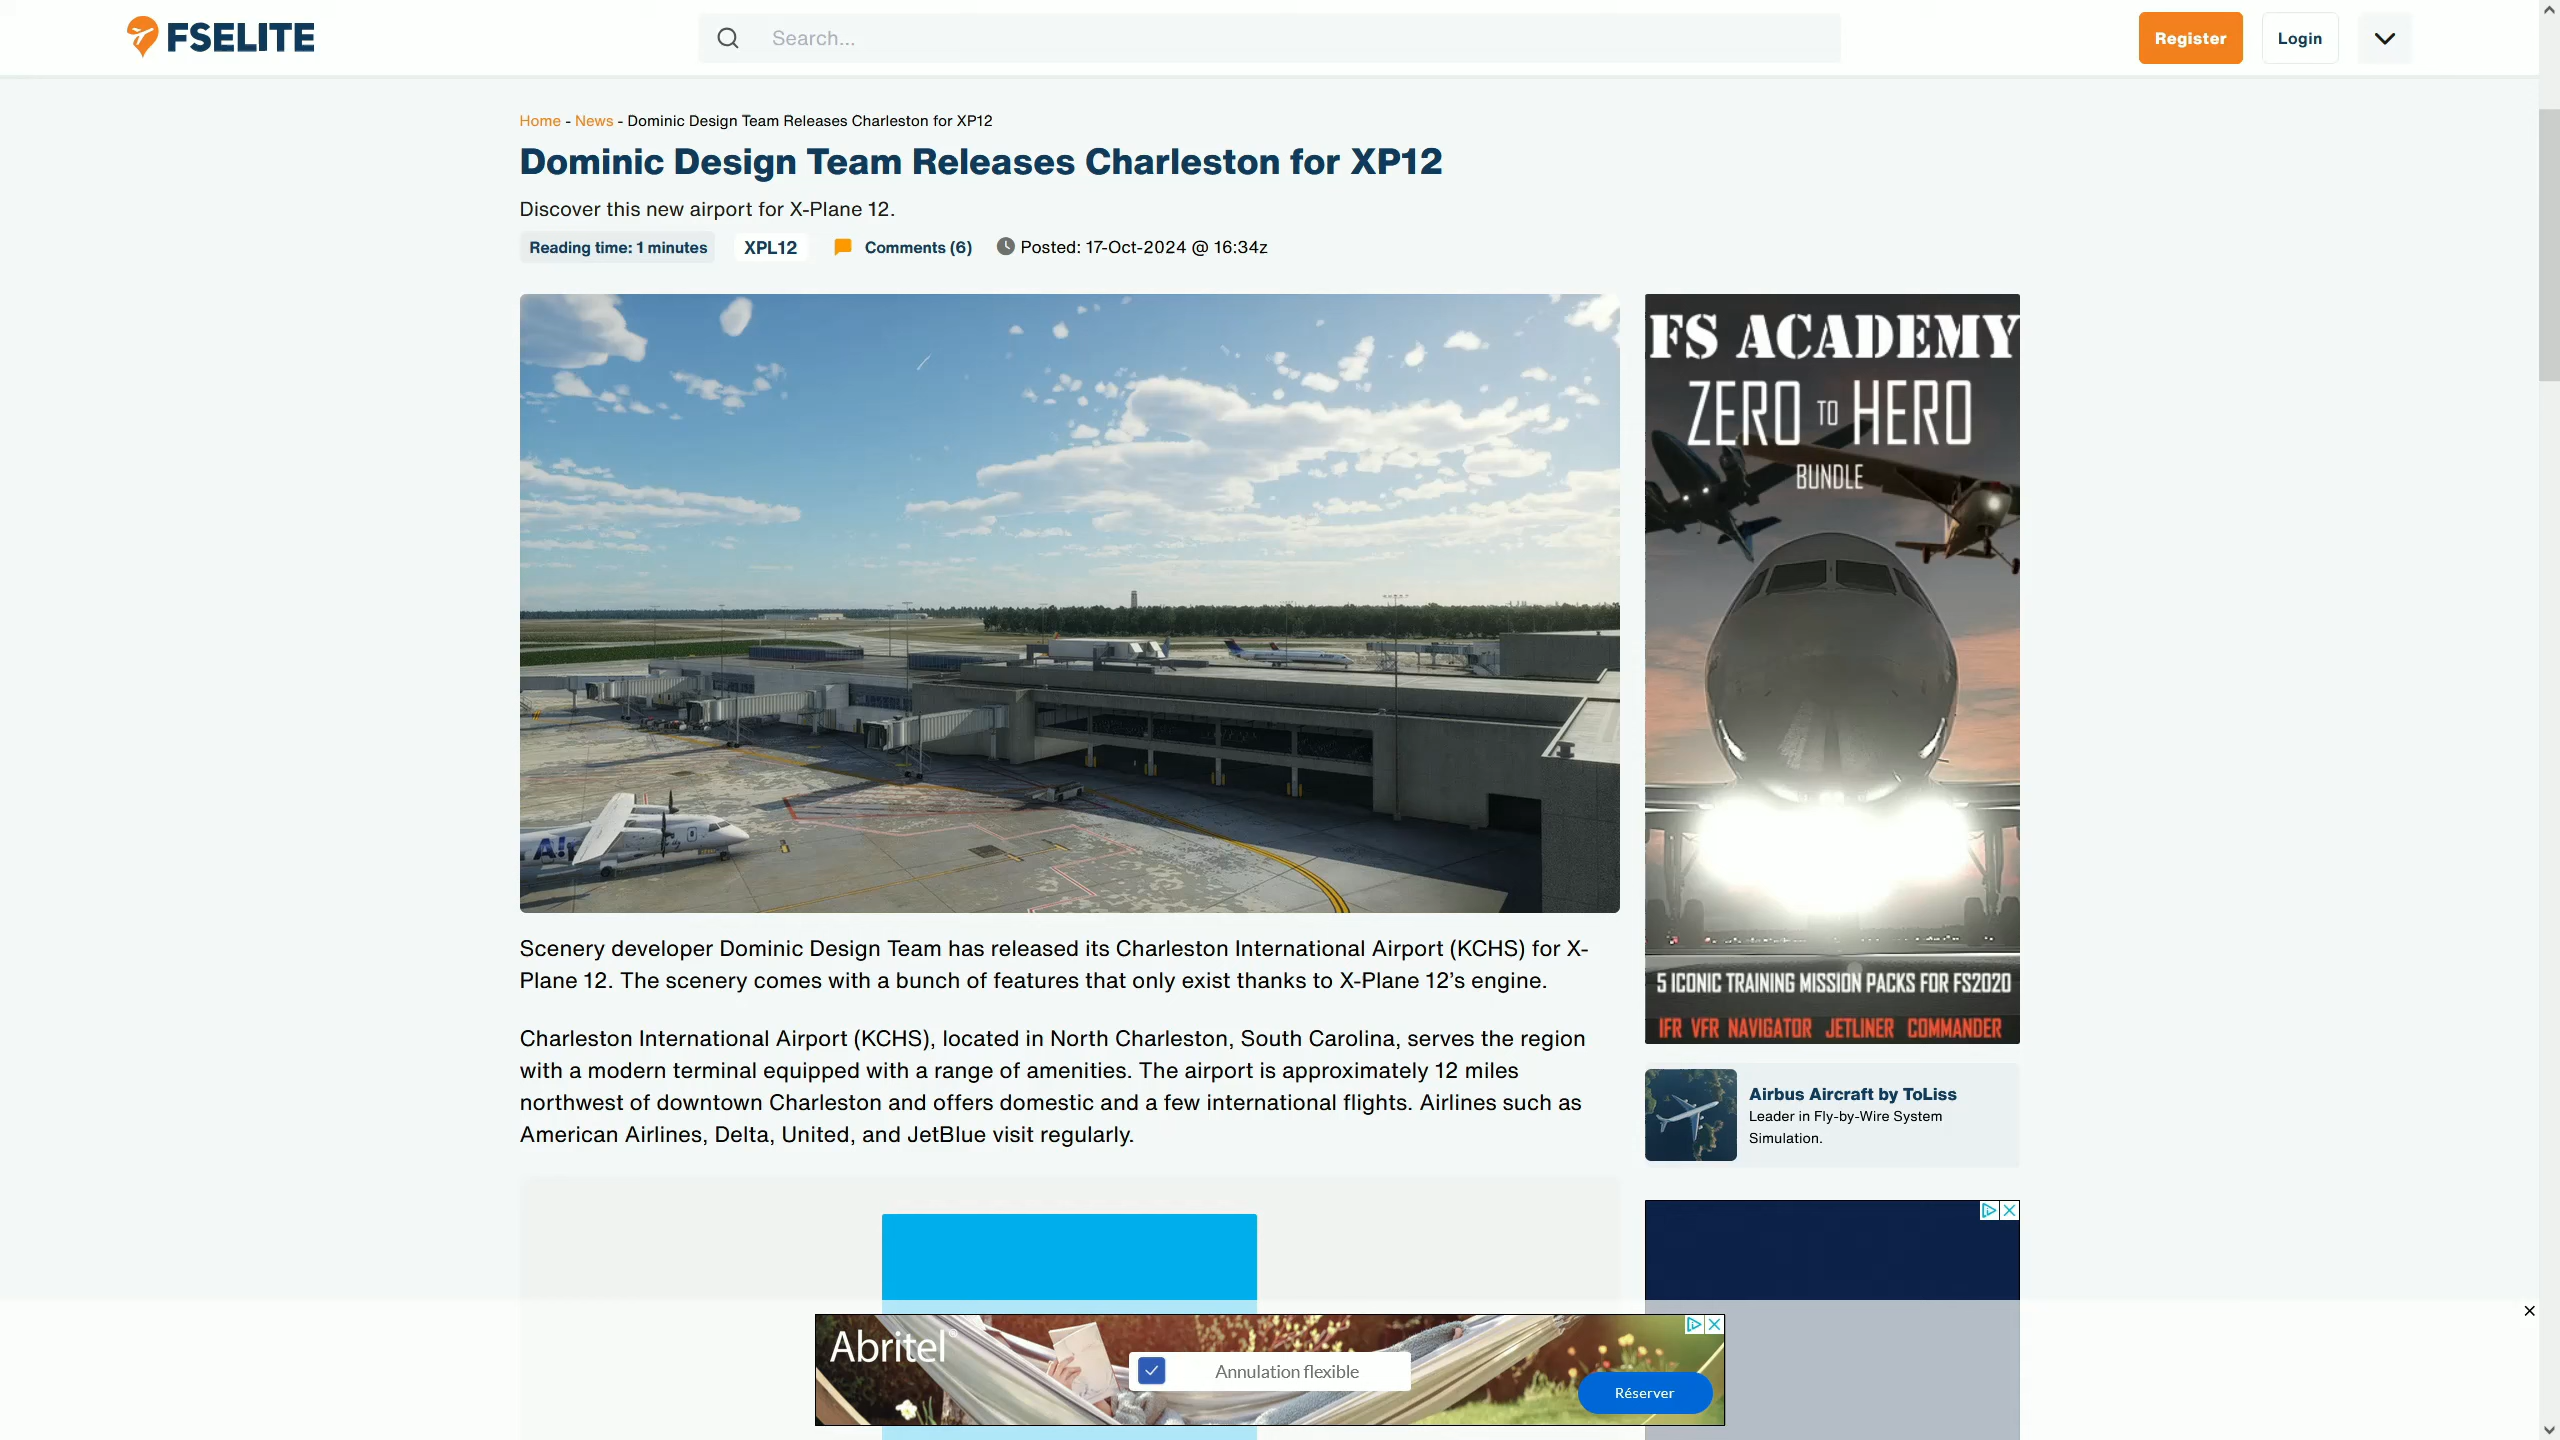 FSELITE
Search...
Register
Login
Home - News - Dominic Design Team Releases Charleston for XP12
Dominic Design Team Releases Charleston for XP12
Discover this new airport for X-Plane 12.
Reading time: 1 minutes
XPL12
Comments (6)
Posted: 17-Oct-2024 @ 16:34z
FS ACADEMY
ZERO TO HERO
BUNDLE
5 ICONIC TRAINING MISSION PACKS FOR FS2020
IFR VFR NAVIGATOR JETLINER COMMANDER
Scenery developer Dominic Design Team has released its Charleston International Airport (KCHS) for X-
Plane 12. The scenery comes with a bunch of features that only exist thanks to X-Plane 12’s engine.
Charleston International Airport (KCHS), located in North Charleston, South Carolina, serves the region
with a modern terminal equipped with a range of amenities. The airport is approximately 12 miles
northwest of downtown Charleston and offers domestic and a few international flights. Airlines such as
American Airlines, Delta, United, and JetBlue visit regularly.
Airbus Aircraft by ToLiss
Leader in Fly-by-Wire System
Simulation.
Abritel®
Annulation flexible
Réserver